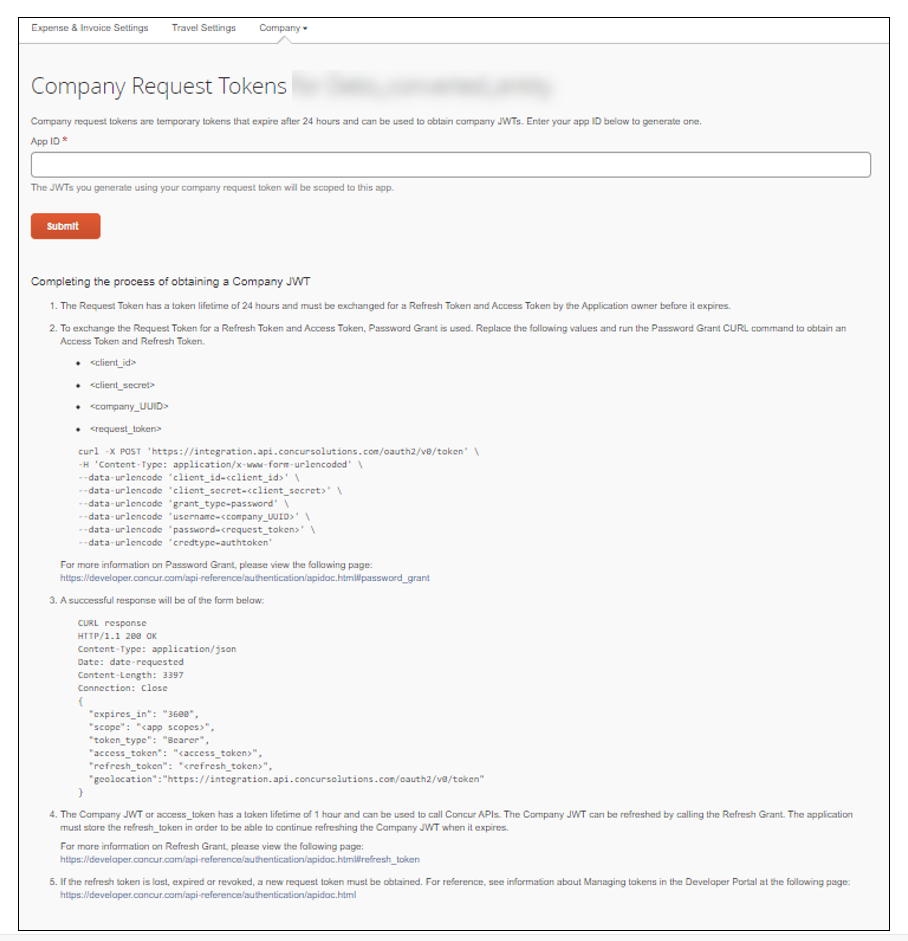 Expense & Invoice Settings Travel Settings Company
Company Request Tokens
Company request tokens are temporary tokens that expire after 24 hours and can be used to obtain company JWTs. Enter your app ID below to generate one.
App ID *
The JWTs you generate using your company request token will be scoped to this app.
Submit
Completing the process of obtaining a Company JWT
1. The Request Token has a token lifetime of 24 hours and must be exchanged for a Refresh Token and Access Token by the Application owner before it expires.
2. To exchange the Request Token for a Refresh Token and Access Token, Password Grant is used. Replace the following values and run the Password Grant CURL command to obtain an
Access Token and Refresh Token.
• <client_id>
• <client_secret>
• <company_UUID>
• <request_token>
curl -X POST 'https://integration.api.concursolutions.com/oauth2/v0/token' \
-H 'Content-Type: application/x-www-form-urlencoded' \
--data-urlencode 'client_id=<client_id>' \
--data-urlencode 'client_secret=<client_secret>' \
--data-urlencode 'grant_type=password' \
--data-urlencode 'username=<company_UUID>' \
--data-urlencode 'password=<request_token>' \
--data-urlencode 'credtype=authtoken'
For more information on Password Grant, please view the following page:
https://developer.concur.com/api-reference/authentication/apidoc.html#password_grant
3. A successful response will be of the form below:
CURL response
HTTP/1.1 200 OK
Content-Type: application/json
Date: date-requested
Content-Length: 3397
Connection: Close
{
"expires_in": "3600",
"scope": "<app scopes>",
"token_type": "Bearer",
"access_token": "<access_token>",
"refresh_token": "<refresh_token>",
"geolocation":"https://integration.api.concursolutions.com/oauth2/v0/token"
}
4. The Company JWT or access_token has a token lifetime of 1 hour and can be used to call Concur APIs. The Company JWT can be refreshed by calling the Refresh Grant. The application
must store the refresh_token in order to be able to continue refreshing the Company JWT when it expires.
For more information on Refresh Grant, please view the following page:
https://developer.concur.com/api-reference/authentication/apidoc.html#refresh_token
5. If the refresh token is lost, expired or revoked, a new request token must be obtained. For reference, see information about Managing tokens in the Developer Portal at the following page:
https://developer.concur.com/api-reference/authentication/apidoc.html